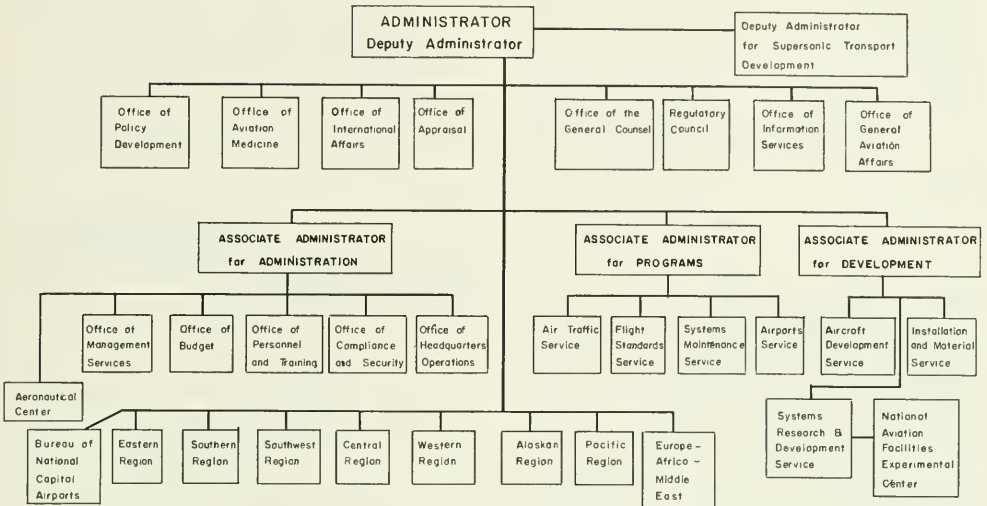 ADMINISTRATOR
Deputy Administrator
Deputy Administrator
for Supersonic Transport
Development
Office of
Policy
Development
Office of
Aviation
Medicine
Office of
International
Affairs
Office of
Appraisal
Office of the
General Counsel
Regulatory
Council
Office of
Information
Services
Office of
General
Aviation
Affairs
ASSOCIATE ADMINISTRATOR
for ADMINISTRATION
ASSOCIATE ADMINISTRATOR
for PROGRAMS
ASSOCIATE ADMINISTRATOR
for DEVELOPMENT
Office of
Management
Services
Office of
Budget
Office of
Personnel
and Training
Office of
Compliance
and Security
Office of
Headquarters
Operations
Air Traffic
Service
Flight
Standards
Service
Systems
Maintenance
Service
Airports
Service
Aircraft
Development
Service
Installation
and Material
Service
Aeronautical
Center
Systems
Research &
Development
Service
National
Aviation
Facilities
Experimental
Center
Bureau of
National
Capital
Airports
Eastern
Region
Southern
Region
Southwest
Region
Central
Region
Western
Region
Alaskan
Region
Pacific
Region
Europe-
Africa-
Middle
East